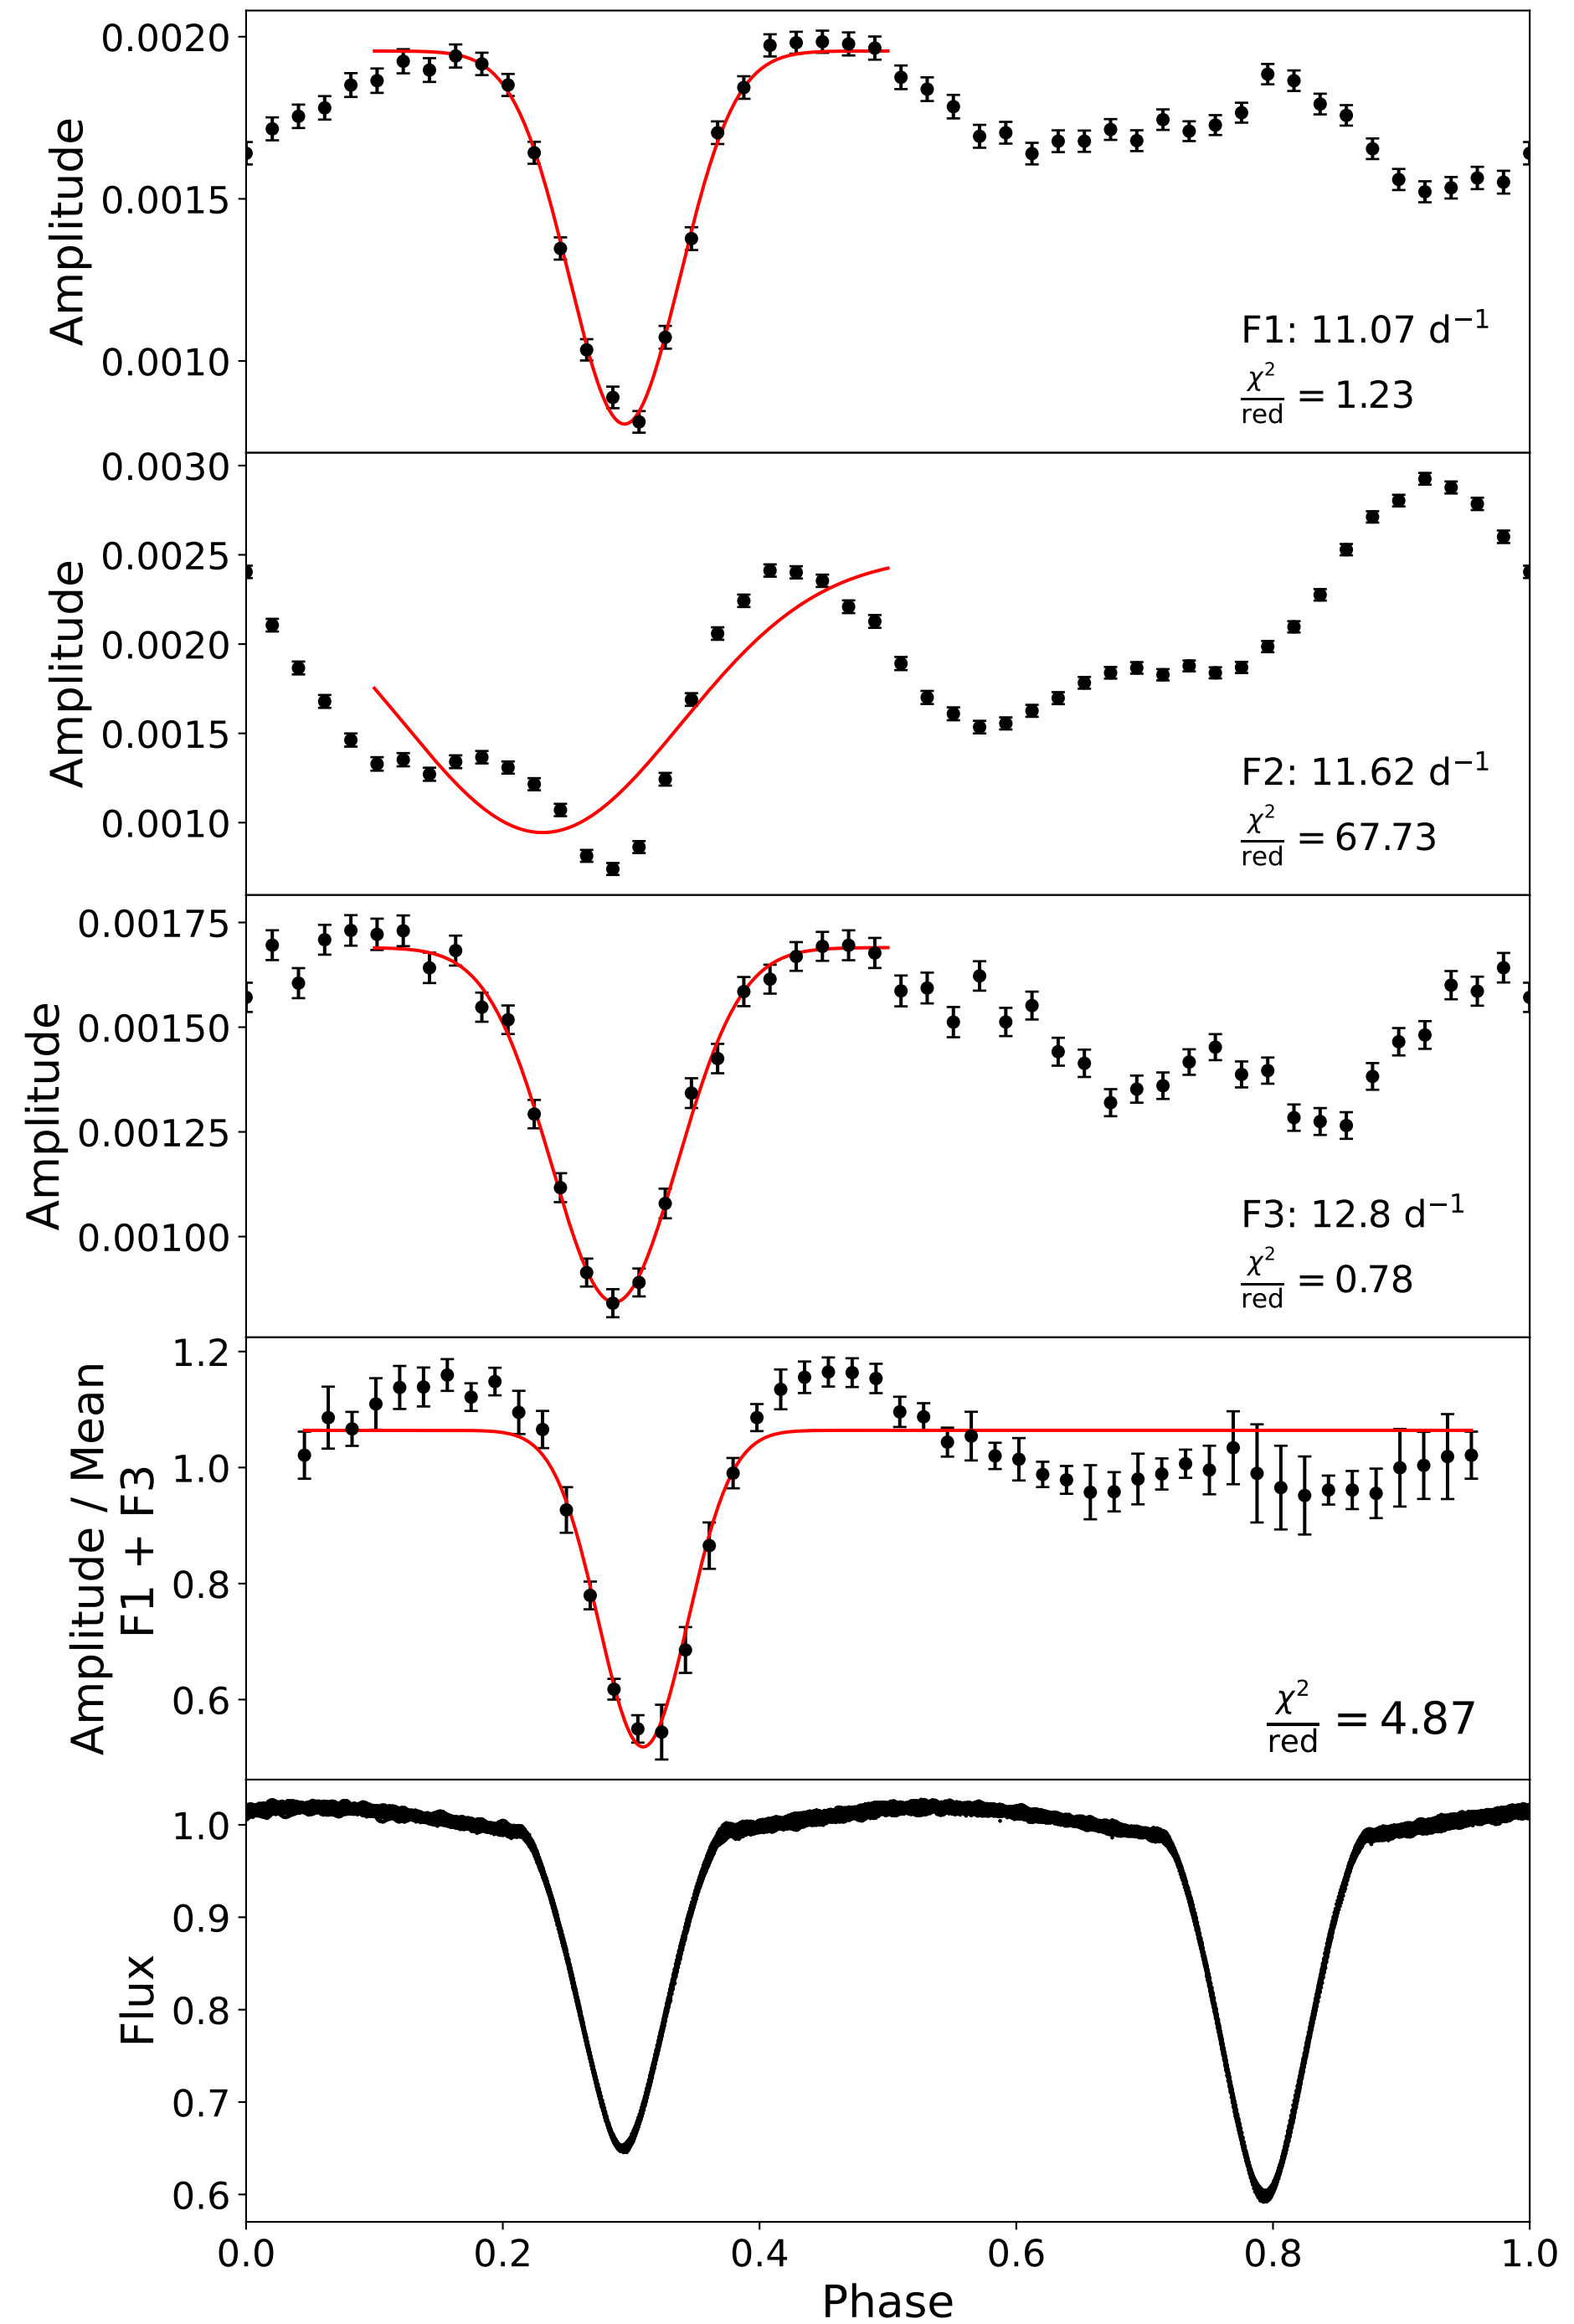 0.0020
0.0015
0.0010
Amplitude
F1: 11.07 d⁻¹
χ²/red = 1.23
0.0030
0.0025
0.0020
0.0015
0.0010
Amplitude
F2: 11.62 d⁻¹
χ²/red = 67.73
0.00175
0.00150
0.00125
0.00100
Amplitude
F3: 12.8 d⁻¹
χ²/red = 0.78
1.2
1.0
0.8
0.6
Amplitude / Mean
F1 + F3
χ²/red = 4.87
1.0
0.9
0.8
0.7
0.6
Flux
0.0 0.2 0.4 0.6 0.8 1.0
Phase